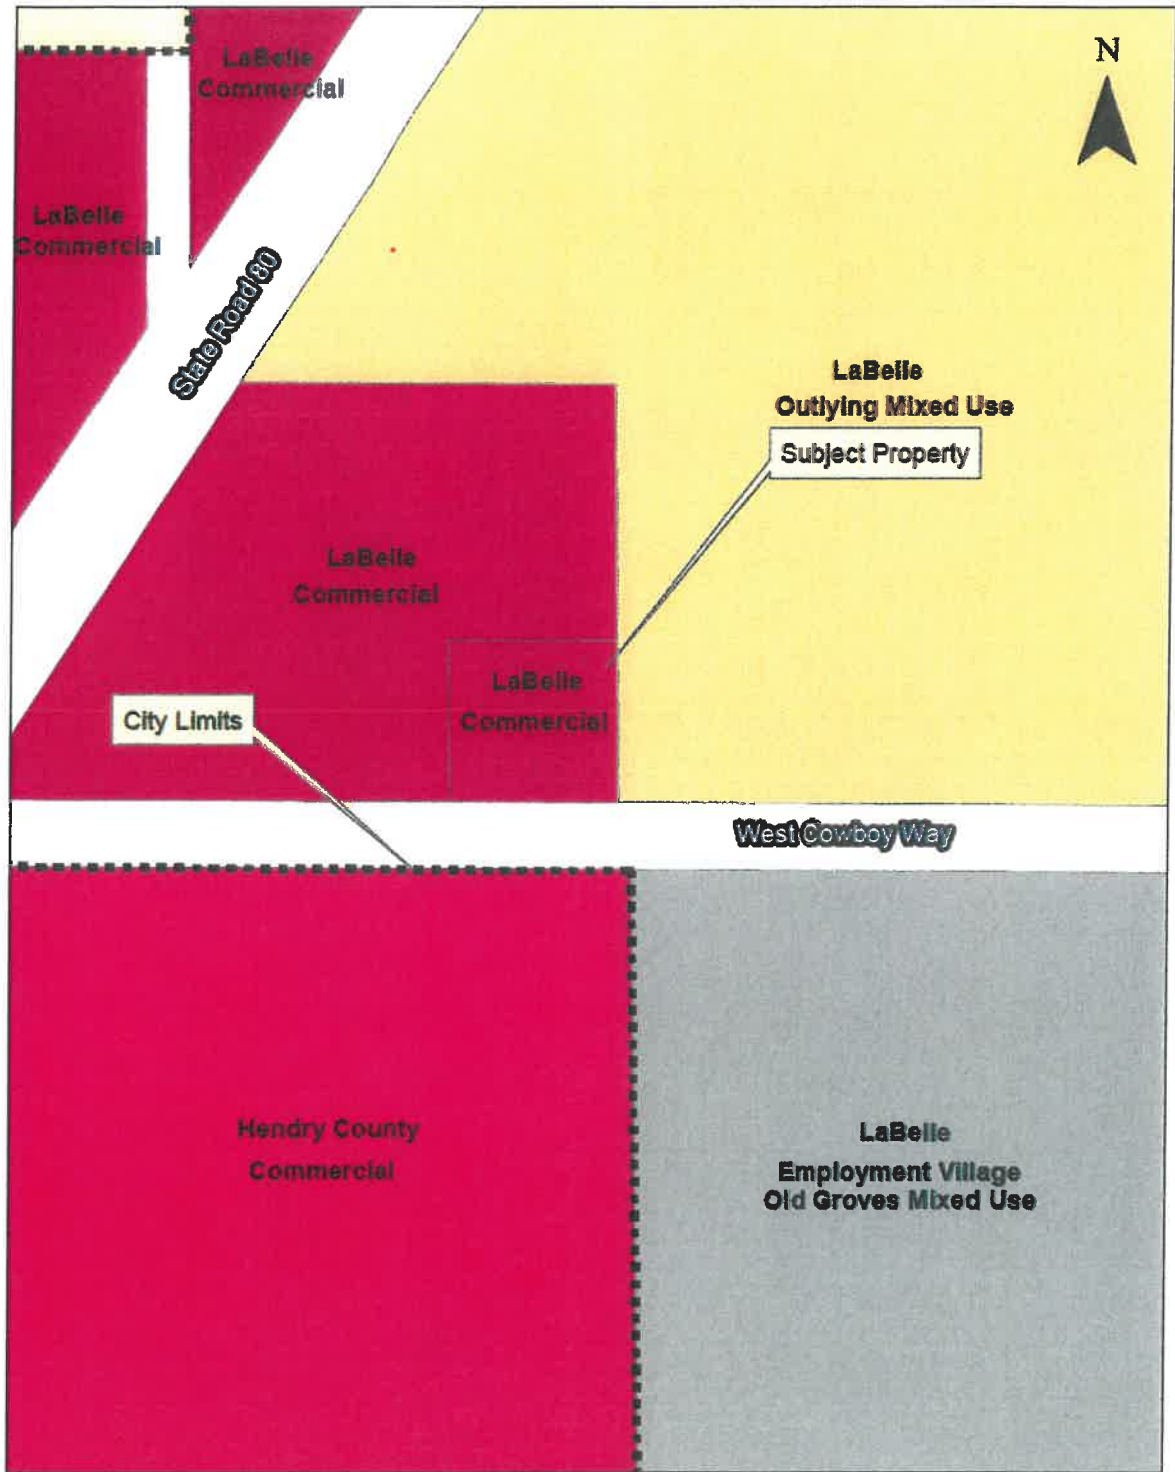 N
LaBelle
Commercial
LaBelle
Commercial
State Road 80
LaBelle
Outlying Mixed Use
Subject Property
LaBelle
Commercial
LaBelle
Commercial
City Limits
West Cowboy Way
Hendry County
Commercial
LaBelle
Employment Village
Old Groves Mixed Use